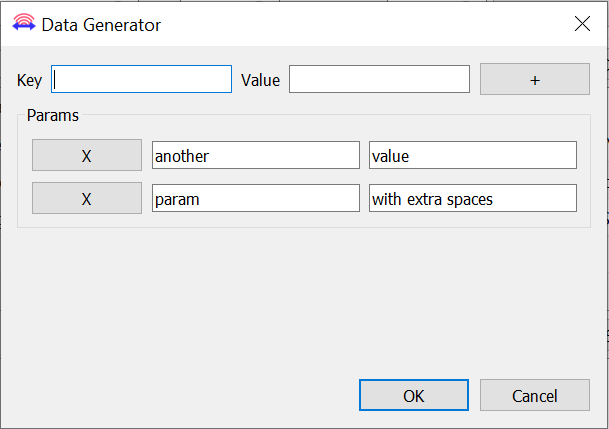 Data Generator
Key Value +
Params
X another value
X param with extra spaces
OK Cancel